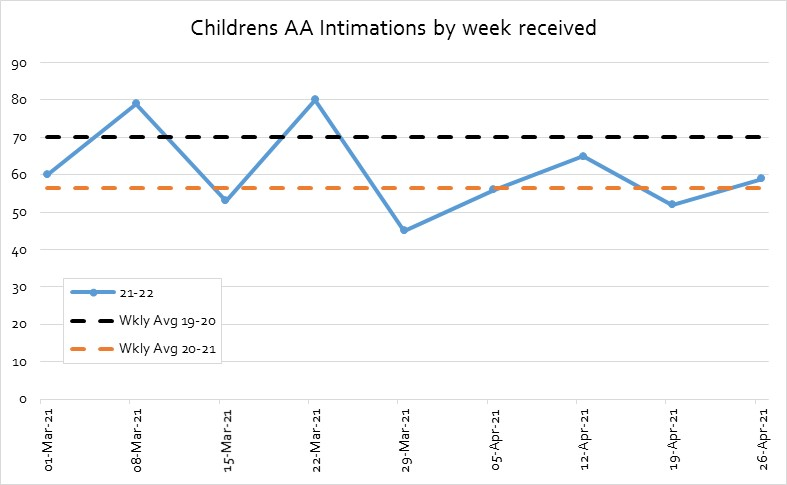 Childrens AA Intimations by week received
90
80
70
60
50
40
30
20
10
0
21-22
Wkly Avg 19-20
Wkly Avg 20-21
01-Mar-21
08-Mar-21
15-Mar-21
22-Mar-21
29-Mar-21
05-Apr-21
12-Apr-21
19-Apr-21
26-Apr-21